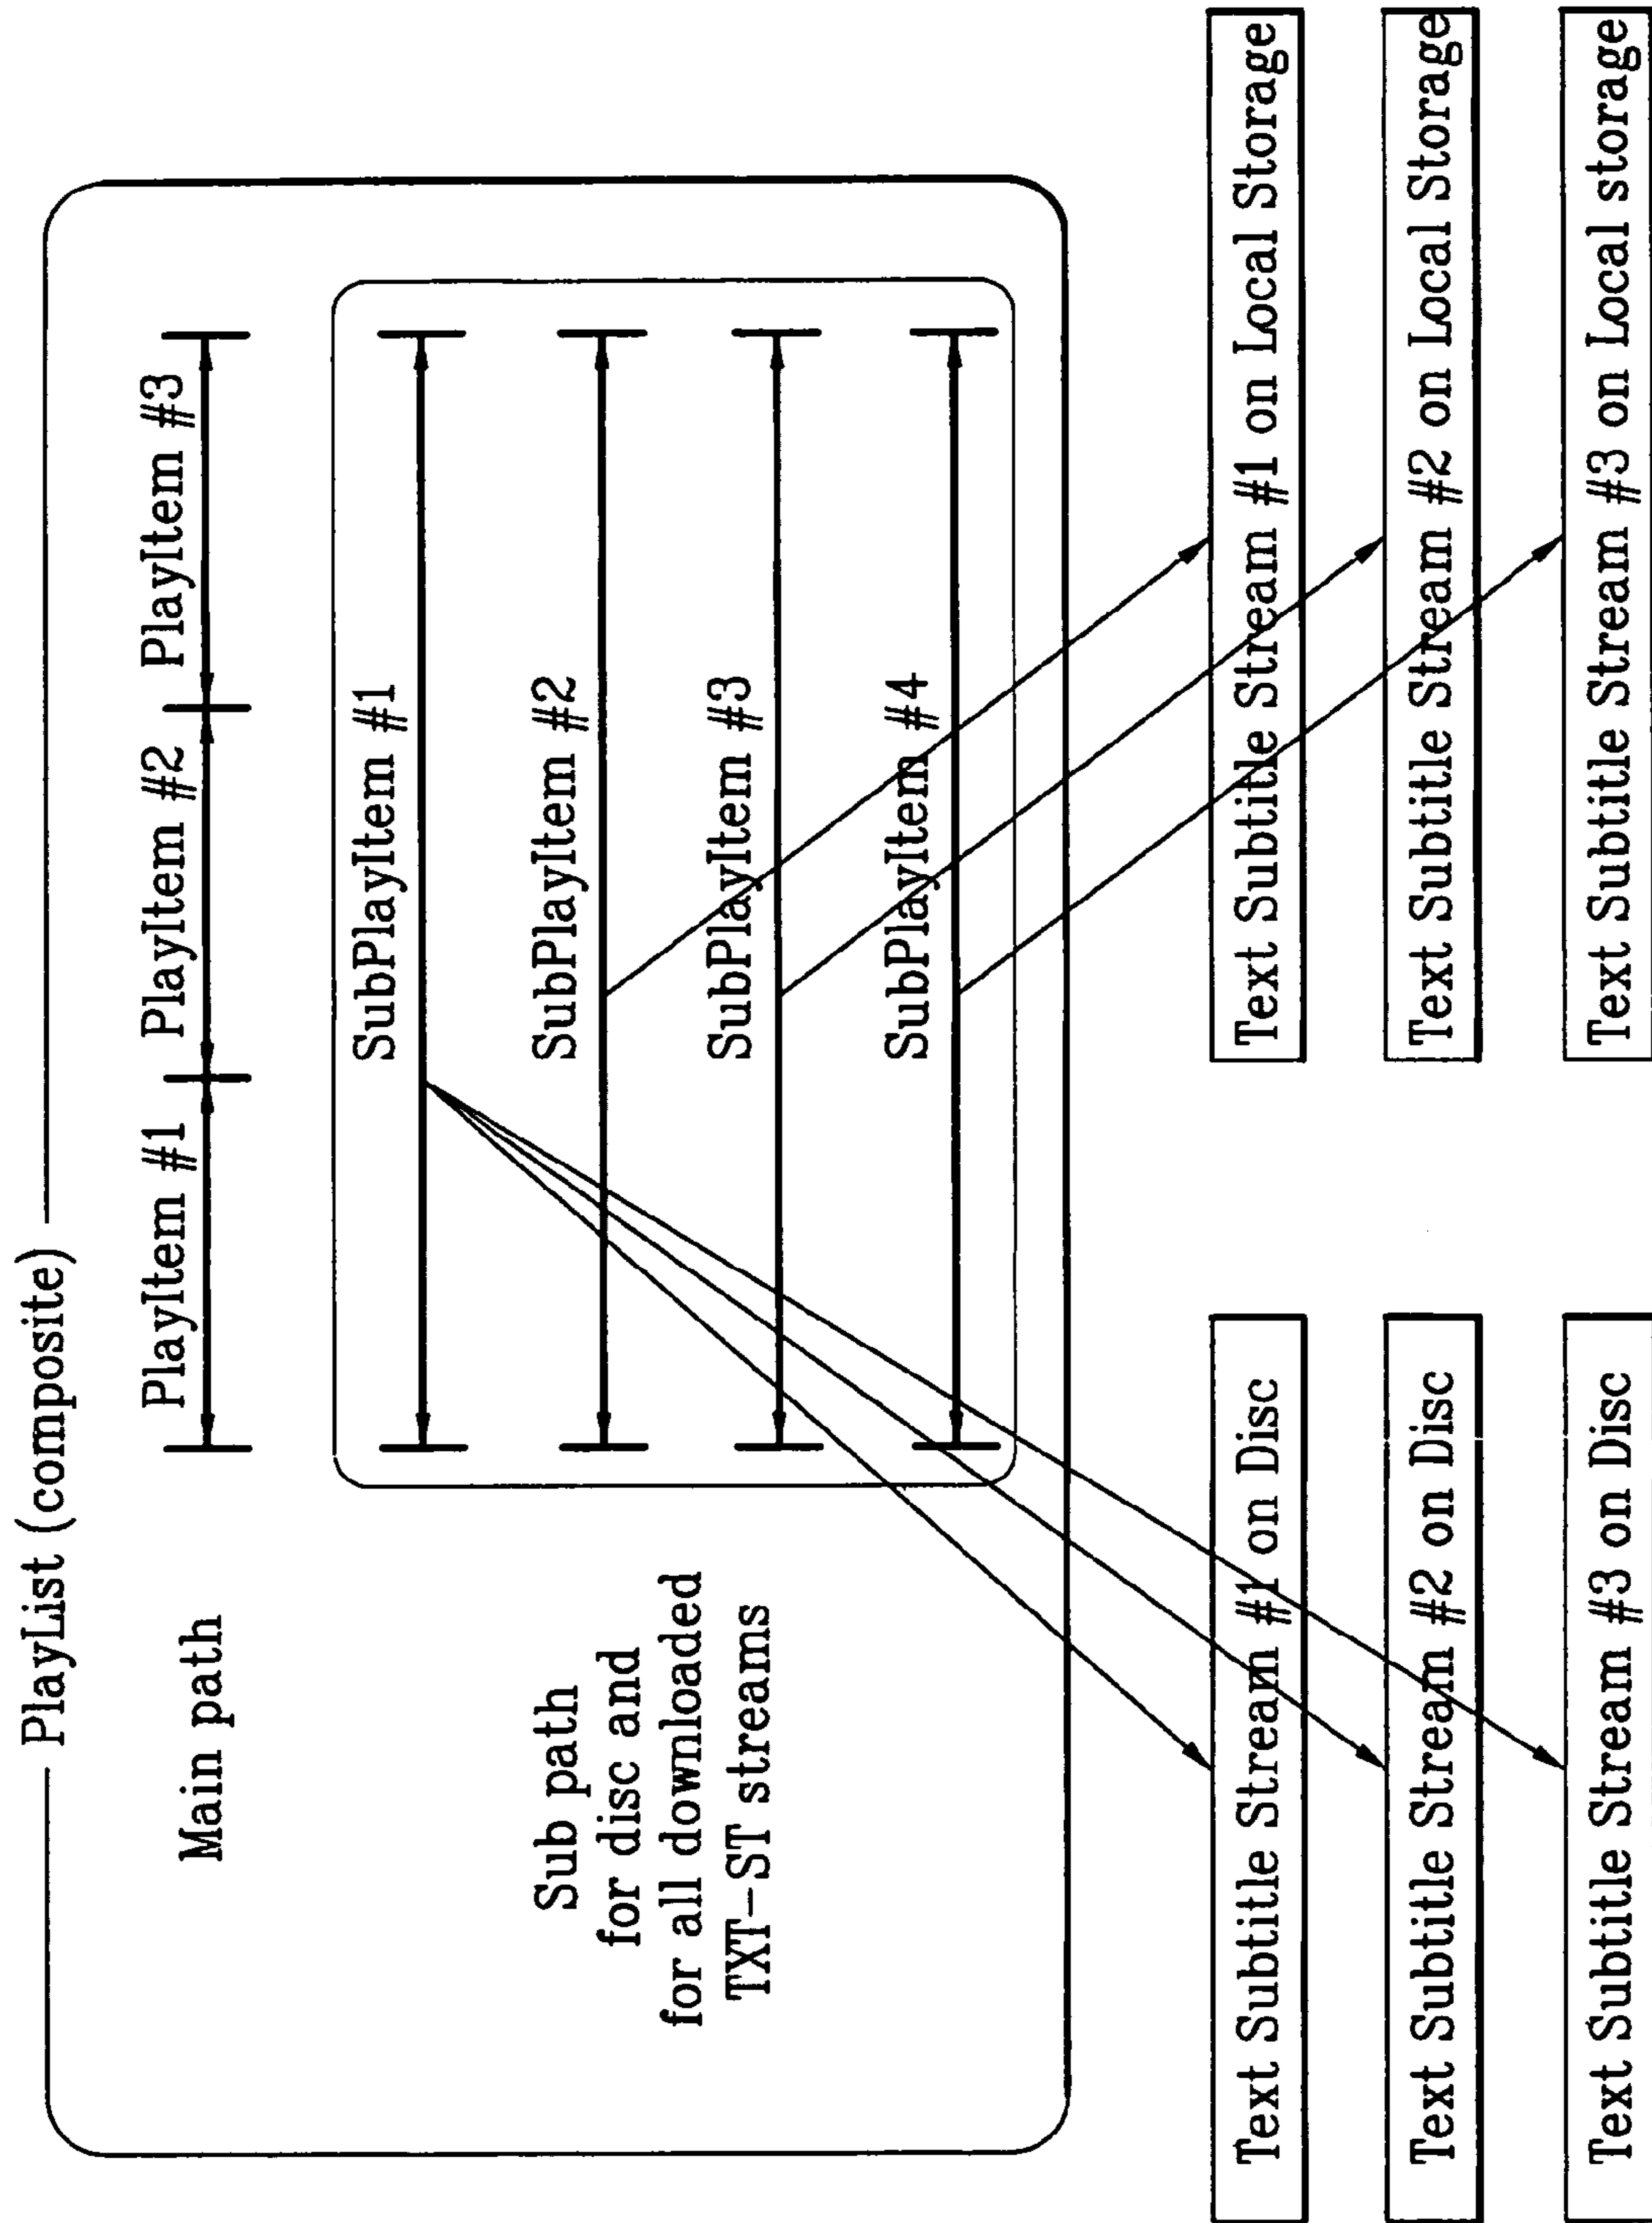 PlayList (composite)
Main path
PlayItem #1
PlayItem #2
PlayItem #3
Sub path
for disc and
for all downloaded
TXT-ST streams
SubPlayItem #1
SubPlayItem #2
SubPlayItem #3
SubPlayItem #4
Text Subtitle Stream #1 on Disc
Text Subtitle Stream #1 on Local Storage
Text Subtitle Stream #2 on Disc
Text Subtitle Stream #2 on Local Storage
Text Subtitle Stream #3 on Disc
Text Subtitle Stream #3 on Local storage